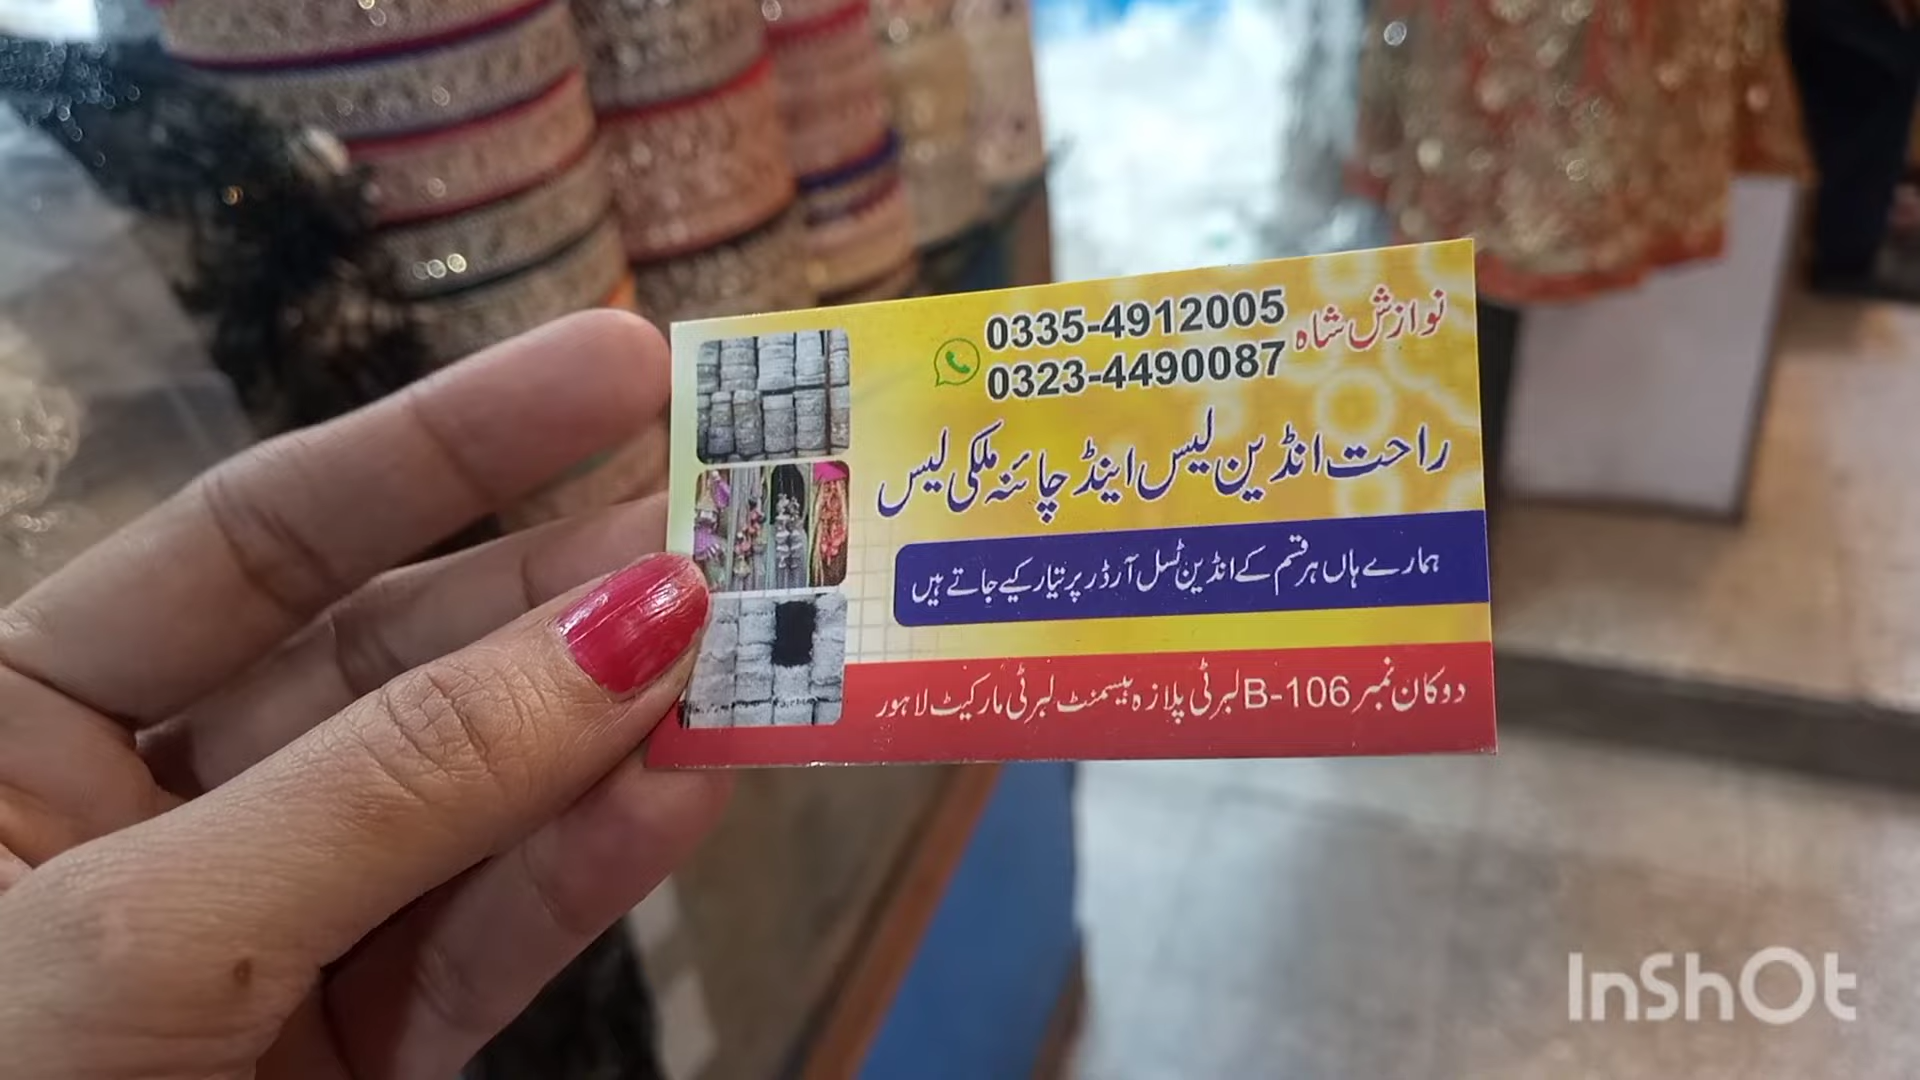 نوازش شاہ
0335-4912005
0323-4490087
راحت انڈین لیس اینڈ چائنہ ملکی لیس
ہمارے ہاں ہر قسم کے انڈین ٹسل آرڈر پر تیار کیے جاتے ہیں
دوکان نمبر B-106 لبرٹی پلازہ بیسمنٹ لبرٹی مارکیٹ لاہور
InShOt